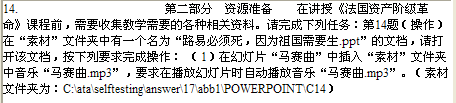 14. 第二部分 资源准备 在讲授《法国资产阶级革
命》课程前，需要收集教学需要的各种相关资料。请完成下列任务：第14题（操作）
在“素材”文件夹中有一个名为“路易必须死，因为祖国需要生.ppt”的文档，请打
开该文档，按下列要求完成操作： （1）在幻灯片“马赛曲”中插入“素材”文件夹
中音乐“马赛曲.mp3”，要求在播放幻灯片时自动播放音乐“马赛曲.mp3”。（素
材文件夹为：C:\ata\selftesting\answer\17\abb1\POWERPOINT\C14）